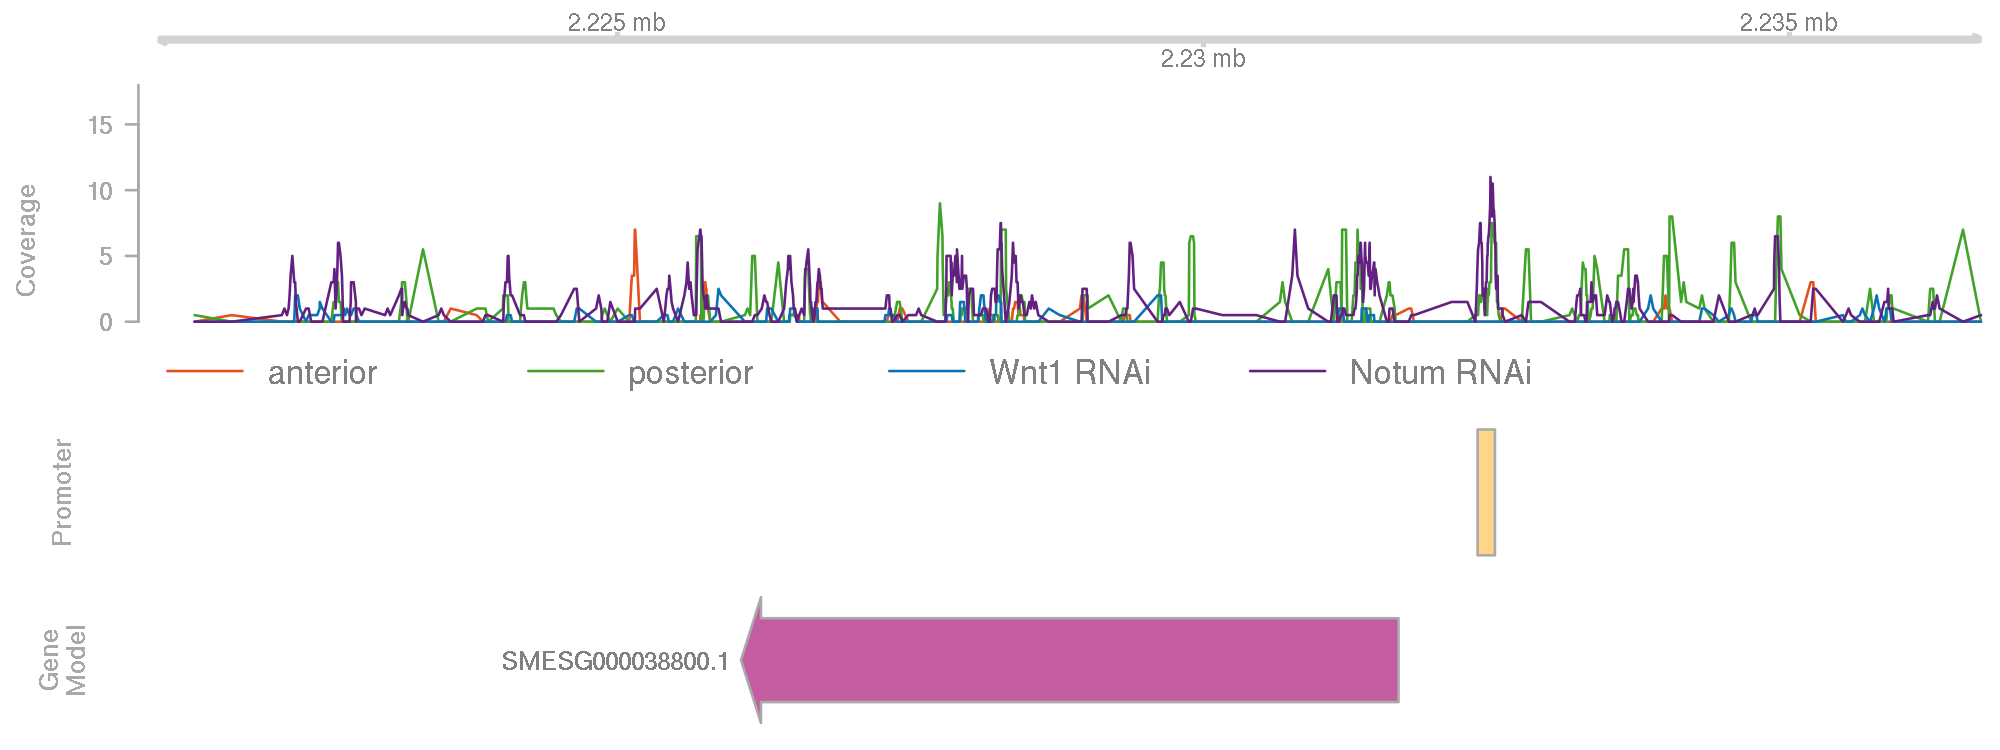 2.225 mb
2.235 mb
2.23 mb
Coverage
15
10
5
0
anterior posterior Wnt1 RNAi Notum RNAi
Promoter
Gene
Model
SMESG000038800.1